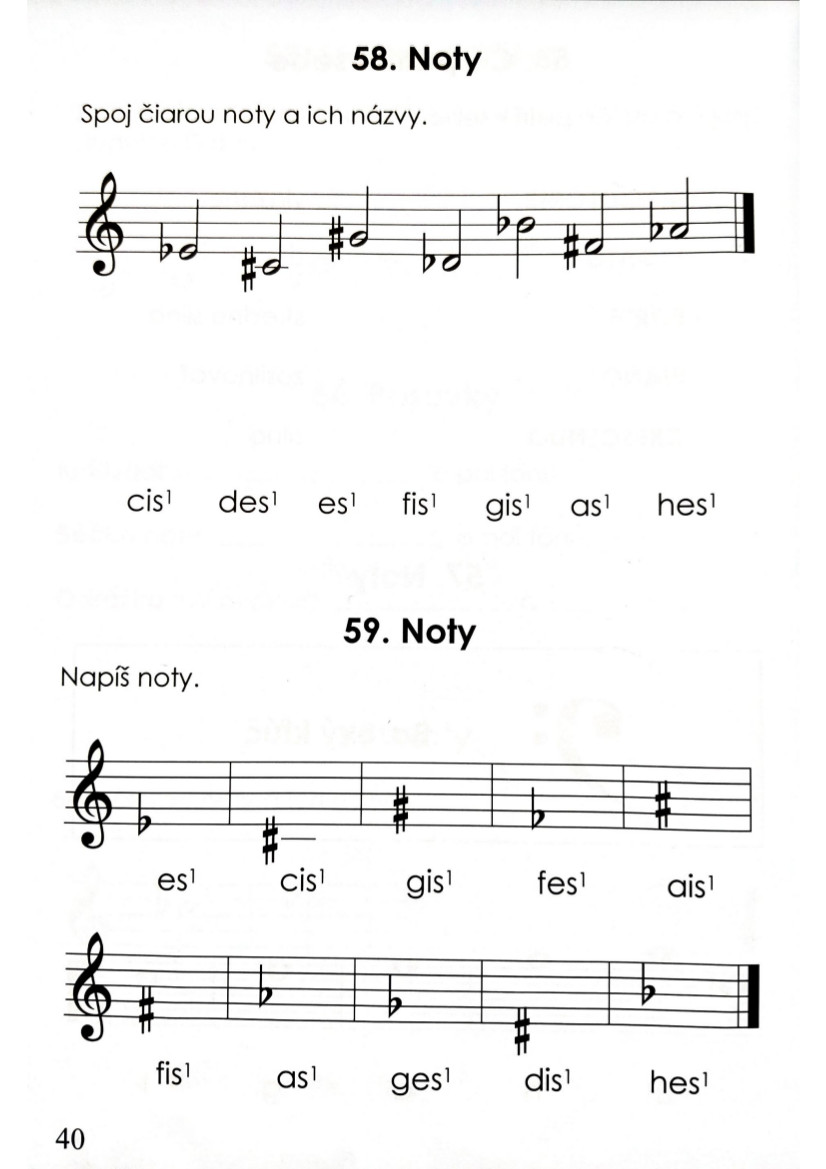 58. Noty
Spoj čiarou noty a ich názvy.
cis¹ des¹ es¹ fis¹ gis¹ as¹ hes¹
59. Noty
Napíš noty.
es¹ cis¹ gis¹ fes¹ ais¹
fis¹ as¹ ges¹ dis¹ hes¹
40